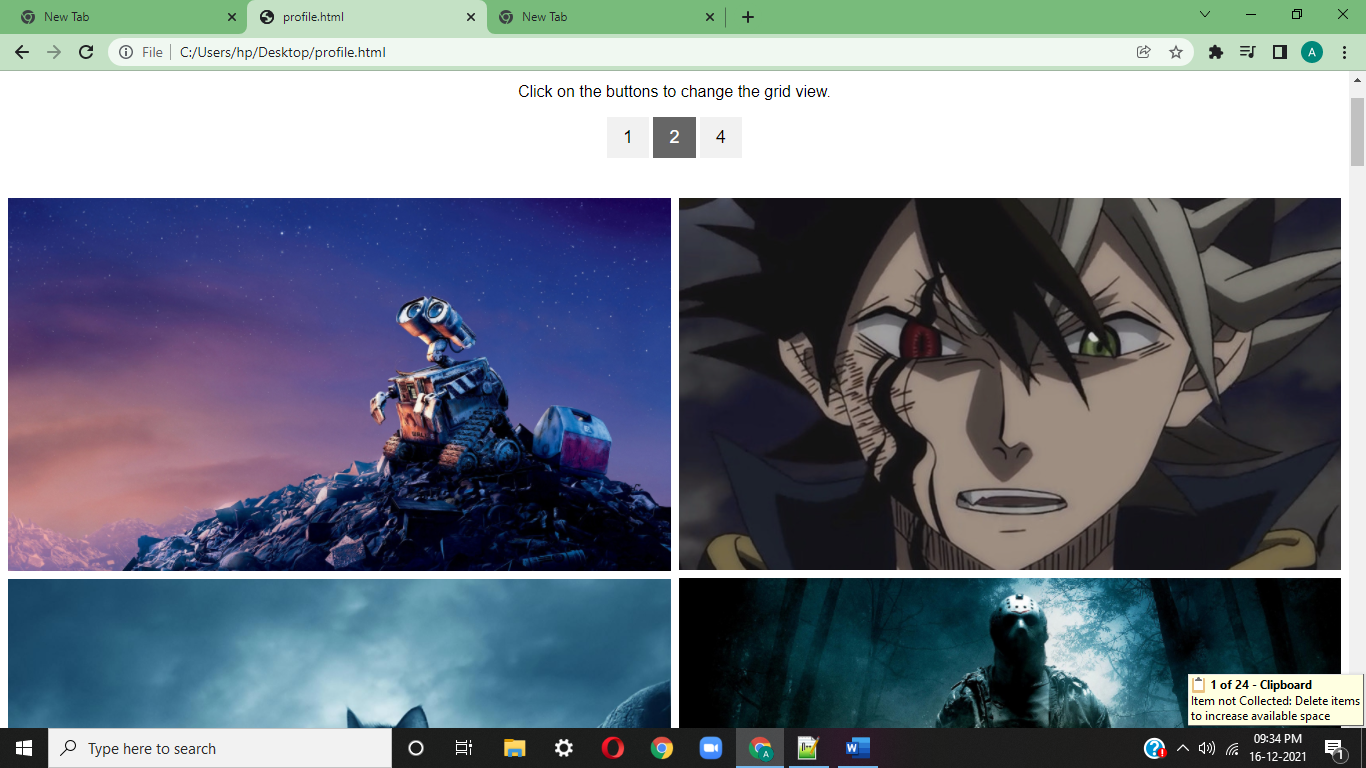 New Tab
profile.html
New Tab
File
C:/Users/hp/Desktop/profile.html
A
Click on the buttons to change the grid view.
1 2 4
1 of 24 - Clipboard
Item not Collected: Delete items
to increase available space
Type here to search
A
W
09:34 PM
16-12-2021
1